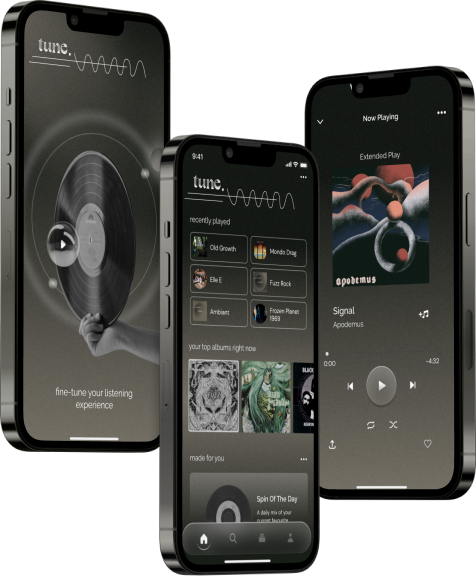 tune.
fine-tune your listening
experience
9:41
tune.
recently played
Old Growth
Mondo Drag
Elle E
Fuzz Rock
Ambient
Frozen Planet
1969
your top albums right now
BLACK
made for you
Spin Of The Day
A daily mix of your
current favourite
Now Playing
Extended Play
apodemus
Signal
Apodemus
0:00
-4:32